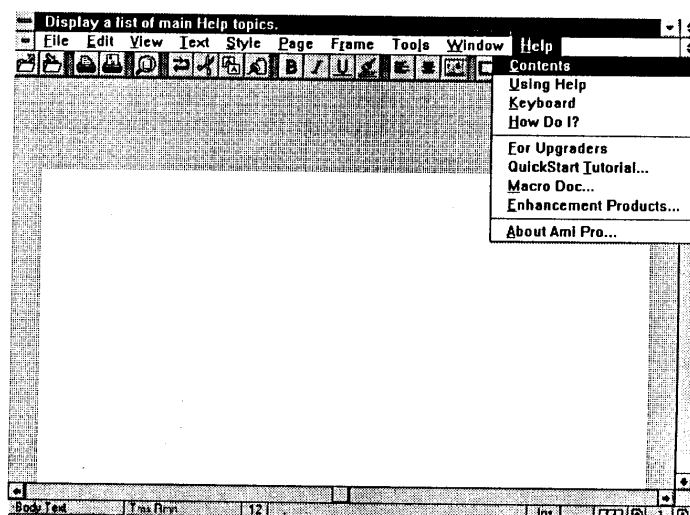 Display a list of main Help topics.
File Edit View Text Style Page Frame Tools Window Help
B I U
Contents
Using Help
Keyboard
How Do I?
For Upgraders
QuickStart Tutorial...
Macro Doc...
Enhancement Products...
About Ami Pro...
Body Text 12 Ins 1